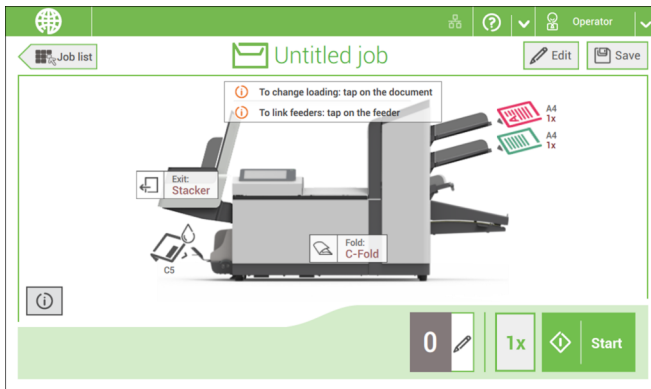 Operator
Job list
Untitled job
Edit
Save
To change loading: tap on the document
To link feeders: tap on the feeder
A4
1x
A4
1x
Exit:
Stacker
Fold:
C-Fold
C5
0
1x
Start